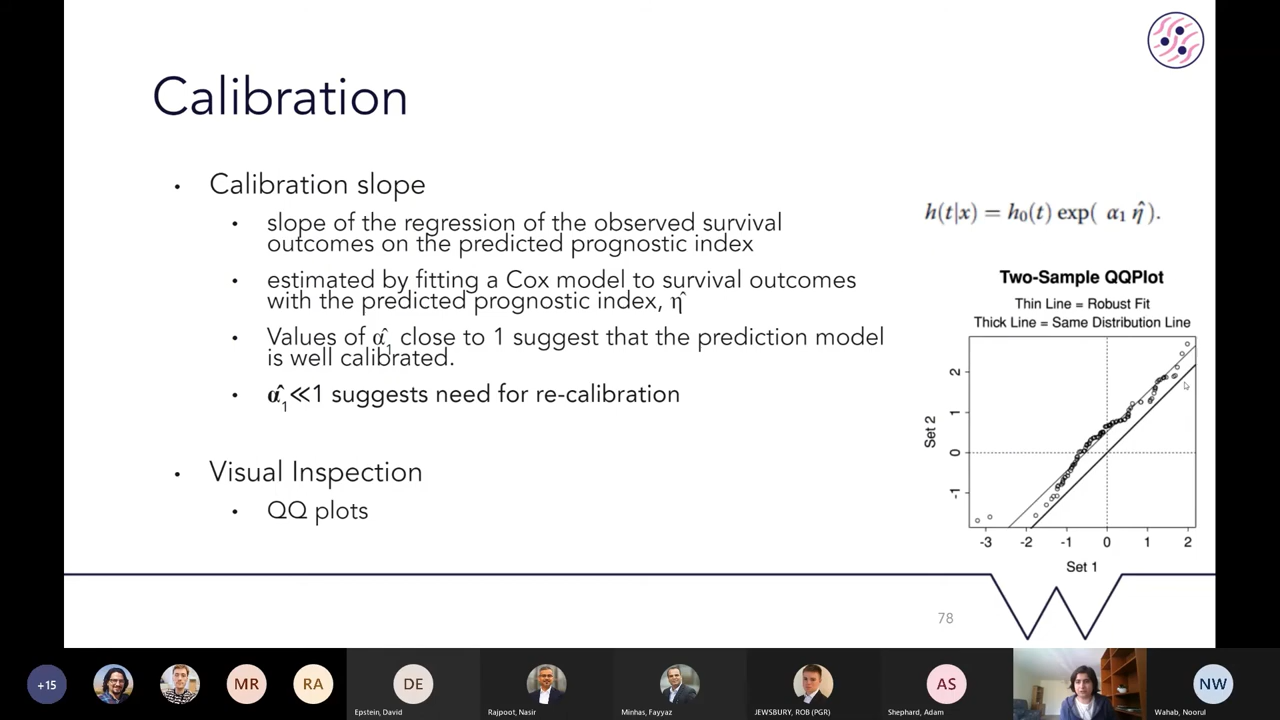 Calibration
• Calibration slope
• slope of the regression of the observed survival
outcomes on the predicted prognostic index
• estimated by fitting a Cox model to survival outcomes
with the predicted prognostic index, η̂
• Values of α̂₁ close to 1 suggest that the prediction model
is well calibrated.
• α̂₁≪1 suggests need for re-calibration
• Visual Inspection
• QQ plots
h(t|x) = h₀(t) exp( α₁ η̂ ).
Two-Sample QQPlot
Thin Line = Robust Fit
Thick Line = Same Distribution Line
Set 2
2
1
0
-1
-3 -2 -1 0 1 2
Set 1
78
+15
MR
RA
DE
Epstein, David
Rajpoot, Nasir
Minhas, Fayyaz
JEWSBURY, ROB (PGR)
AS
Shephard, Adam
NW
Wahab, Noorul